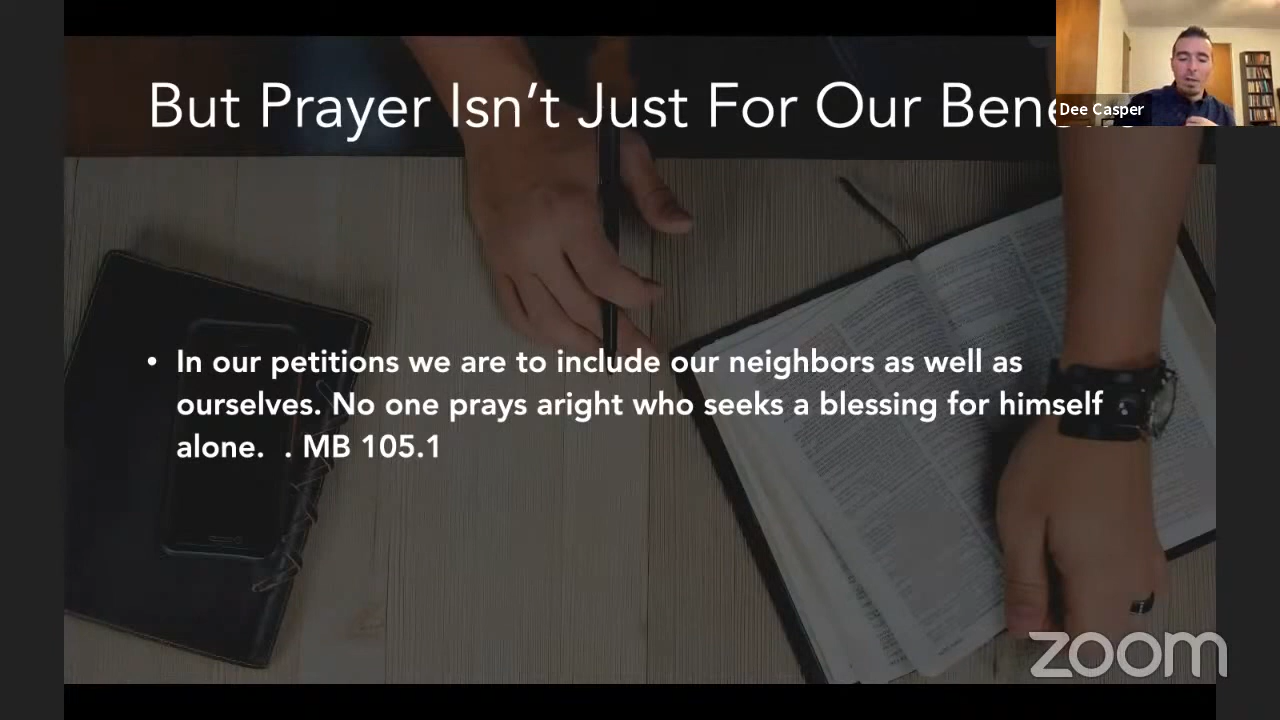 But Prayer Isn’t Just For Our
Dee Casper
• In our petitions we are to include our neighbors as well as
ourselves. No one prays aright who seeks a blessing for himself
alone.  . MB 105.1
zoom